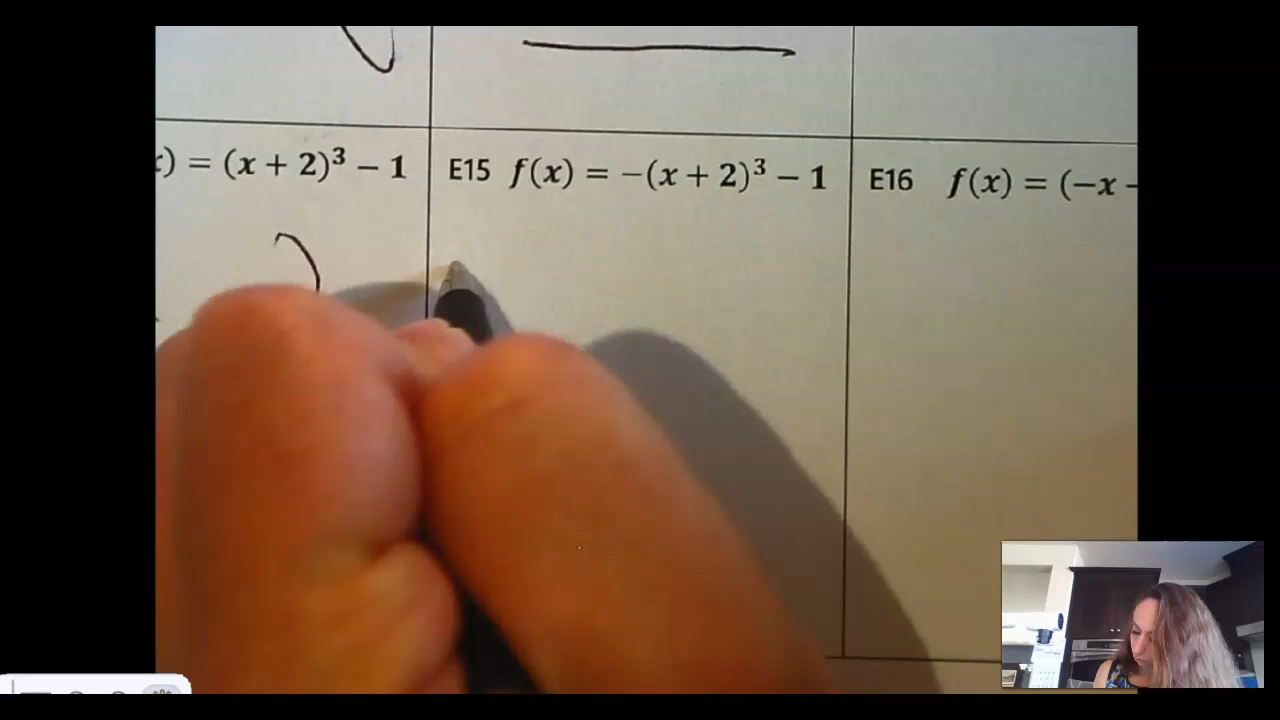 ) = (x + 2)³ − 1
E15 f(x) = −(x + 2)³ − 1
E16 f(x) = (−x −